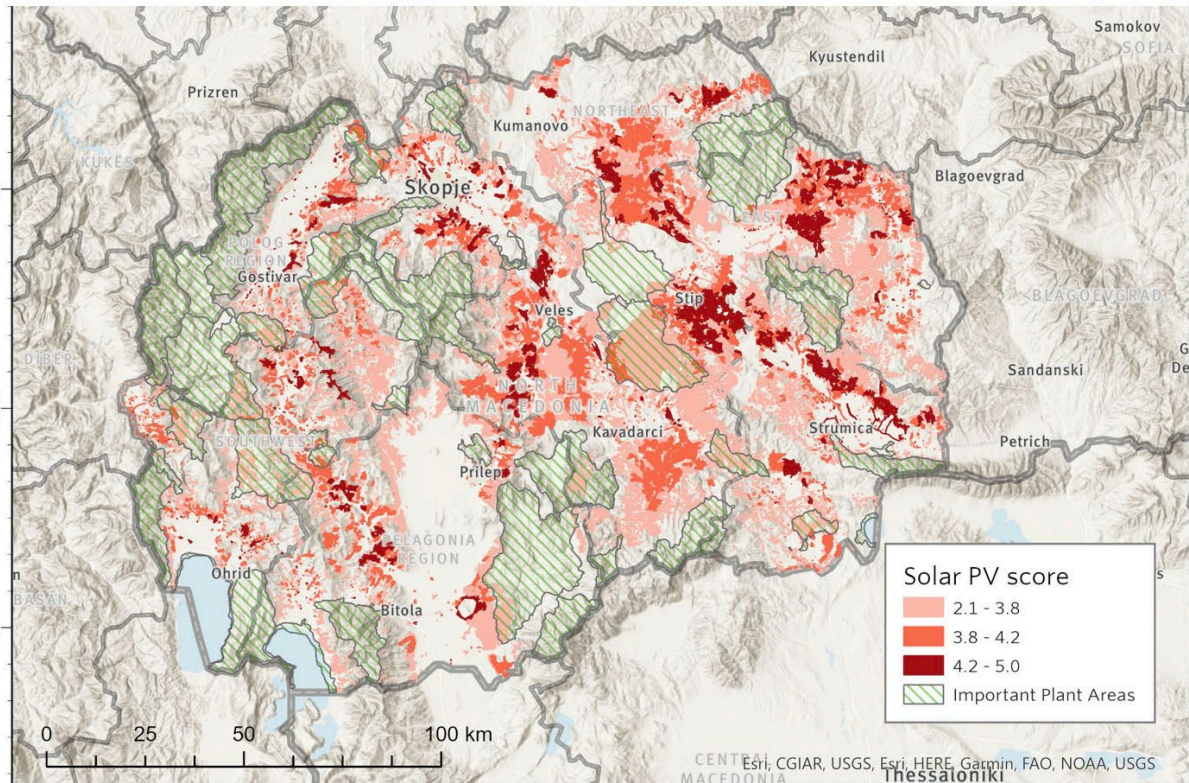 Samokov
SOFIA
Kyustendil
Prizren
NORTHEAST
Kumanovo
KUKËS
Blagoevgrad
Skopje
EAST
POLOG
REGION
Gostivar
BLAGOEVGRAD
Stip
Veles
DIBER
G
De
Sandanski
NORTH
MACEDONIA
Kavadarci
Strumica
SOUTHWEST
Petrich
Prilep
PELAGONIA
REGION
Ohrid
n
BASAN
Bitola
Solar PV score
2.1 - 3.8
3.8 - 4.2
4.2 - 5.0
Important Plant Areas
s
0 25 50 100 km
CENTRAL
MACEDONIA
Esri, CGIAR, USGS, Esri, HERE, Garmin, FAO, NOAA, USGS
Thessaloniki